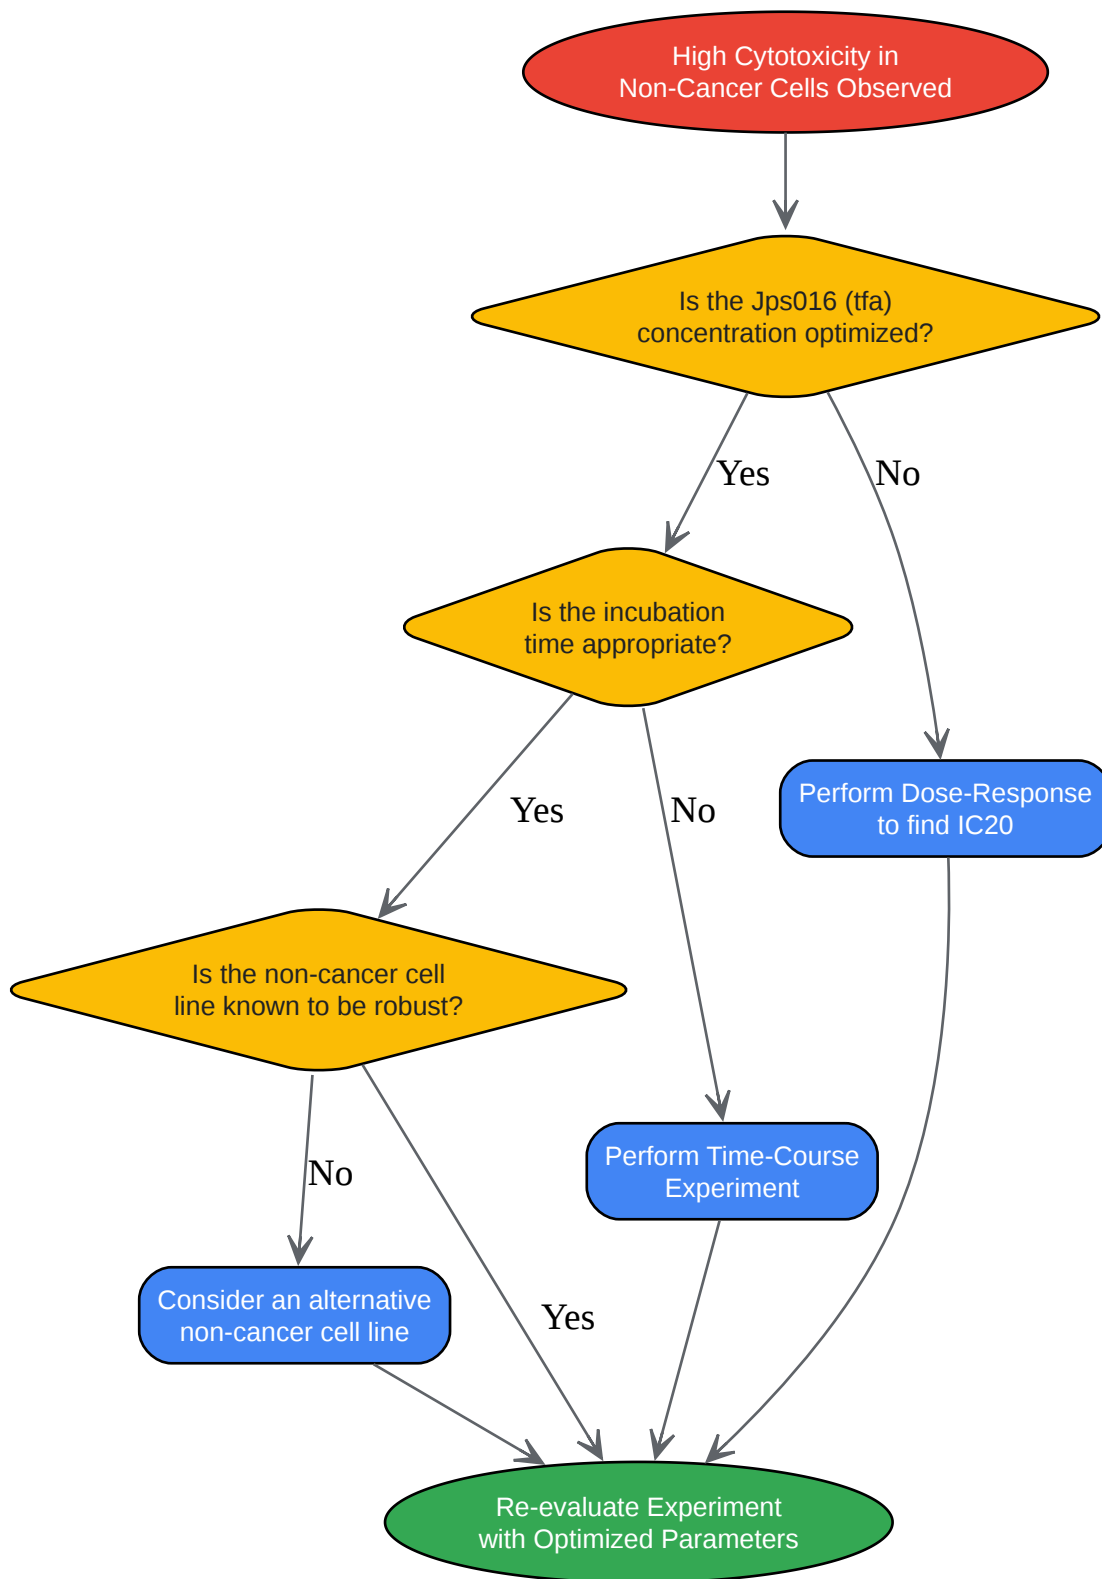 High Cytotoxicity in
Non-Cancer Cells Observed
Is the Jps016 (tfa)
concentration optimized?
Yes
No
Is the incubation
time appropriate?
Perform Dose-Response
to find IC20
Yes
No
Is the non-cancer cell
line known to be robust?
Perform Time-Course
Experiment
No
Yes
Consider an alternative
non-cancer cell line
Re-evaluate Experiment
with Optimized Parameters